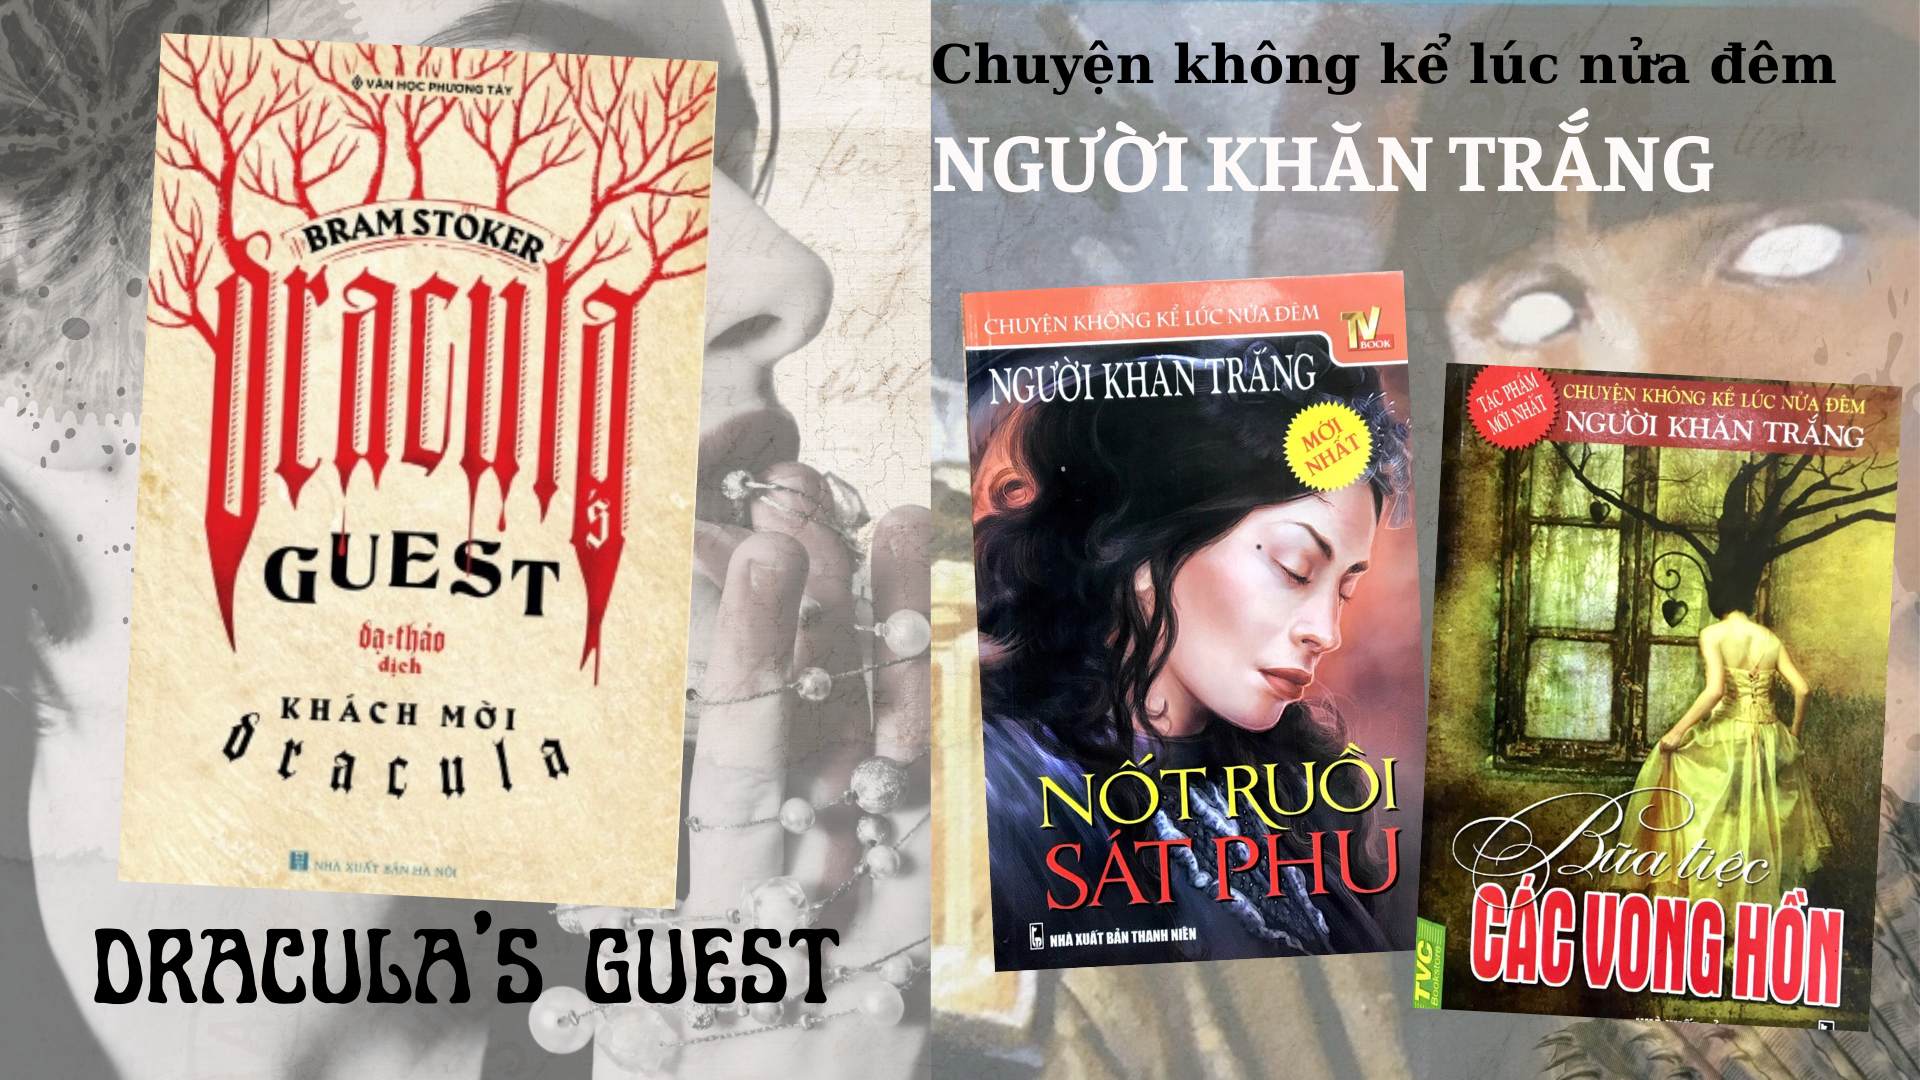 VĂN HỌC PHƯƠNG TÂY
BRAM STOKER
Dracula's
GUEST
dạ-thảo
dịch
KHÁCH MỜI
dracula
NHÀ XUẤT BẢN HÀ NỘI
DRACULA'S GUEST
Chuyện không kể lúc nửa đêm
NGƯỜI KHĂN TRẮNG
CHUYỆN KHÔNG KỂ LÚC NỬA ĐÊM
TV BOOK
NGƯỜI KHĂN TRẮNG
MỚI
NHẤT
NỐT RUỒI
SÁT PHU
NHÀ XUẤT BẢN THANH NIÊN
TÁC PHẨM
MỚI NHẤT
CHUYỆN KHÔNG KỂ LÚC NỬA ĐÊM
NGƯỜI KHĂN TRẮNG
Bữa tiệc
CÁC VONG HỒN
TVC
Bookstore